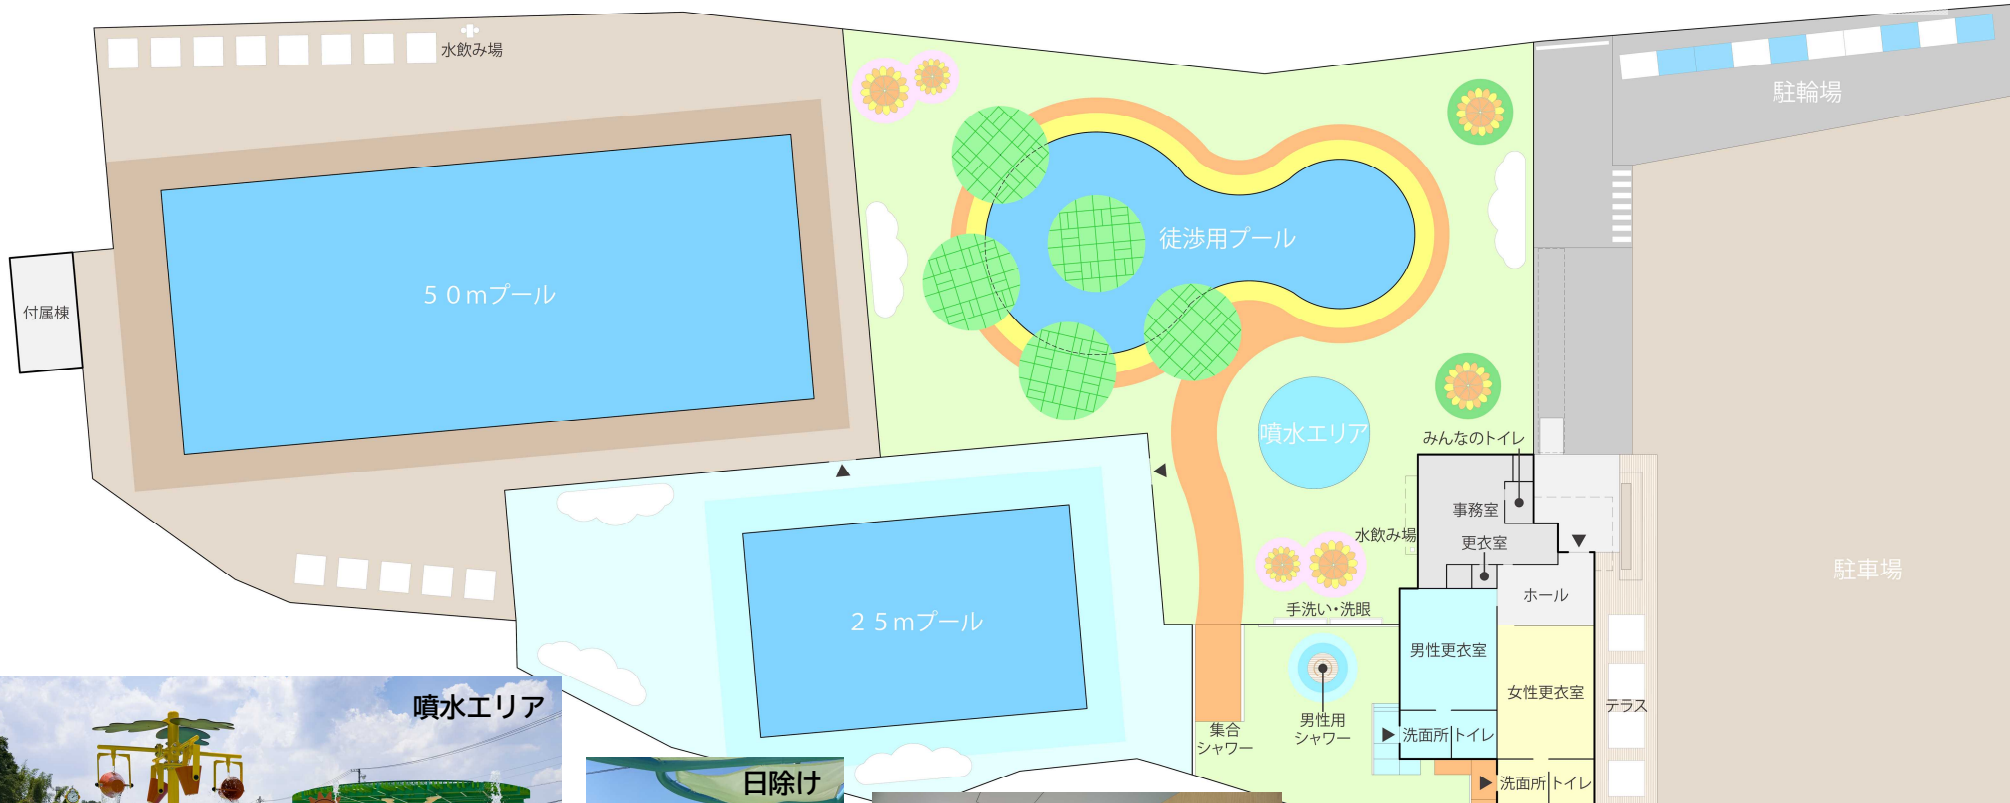 水飲み場
駐輪場
徒渉用プール
５０ｍプール
付属棟
噴水エリア
みんなのトイレ
事務室
水飲み場
更衣室
駐車場
ホール
手洗い・洗眼
２５ｍプール
男性更衣室
女性更衣室
テラス
集合
シャワー
男性用
シャワー
洗面所
トイレ
洗面所
トイレ
噴水エリア
日除け